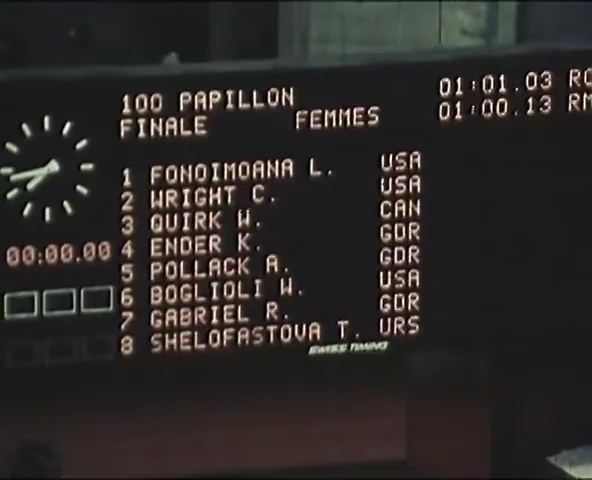 100 PAPILLON 01:01.03 RO
FINALE FEMMES 01:00.13 RM
1 FONOIMOANA L. USA
2 WRIGHT C. USA
3 QUIRK W. CAN
4 ENDER K. GDR
5 POLLACK A. GDR
6 BOGLIOLI W. USA
7 GABRIEL R. GDR
8 SHELOFASTOVA T. URS
00:00.00
SWISS TIMING